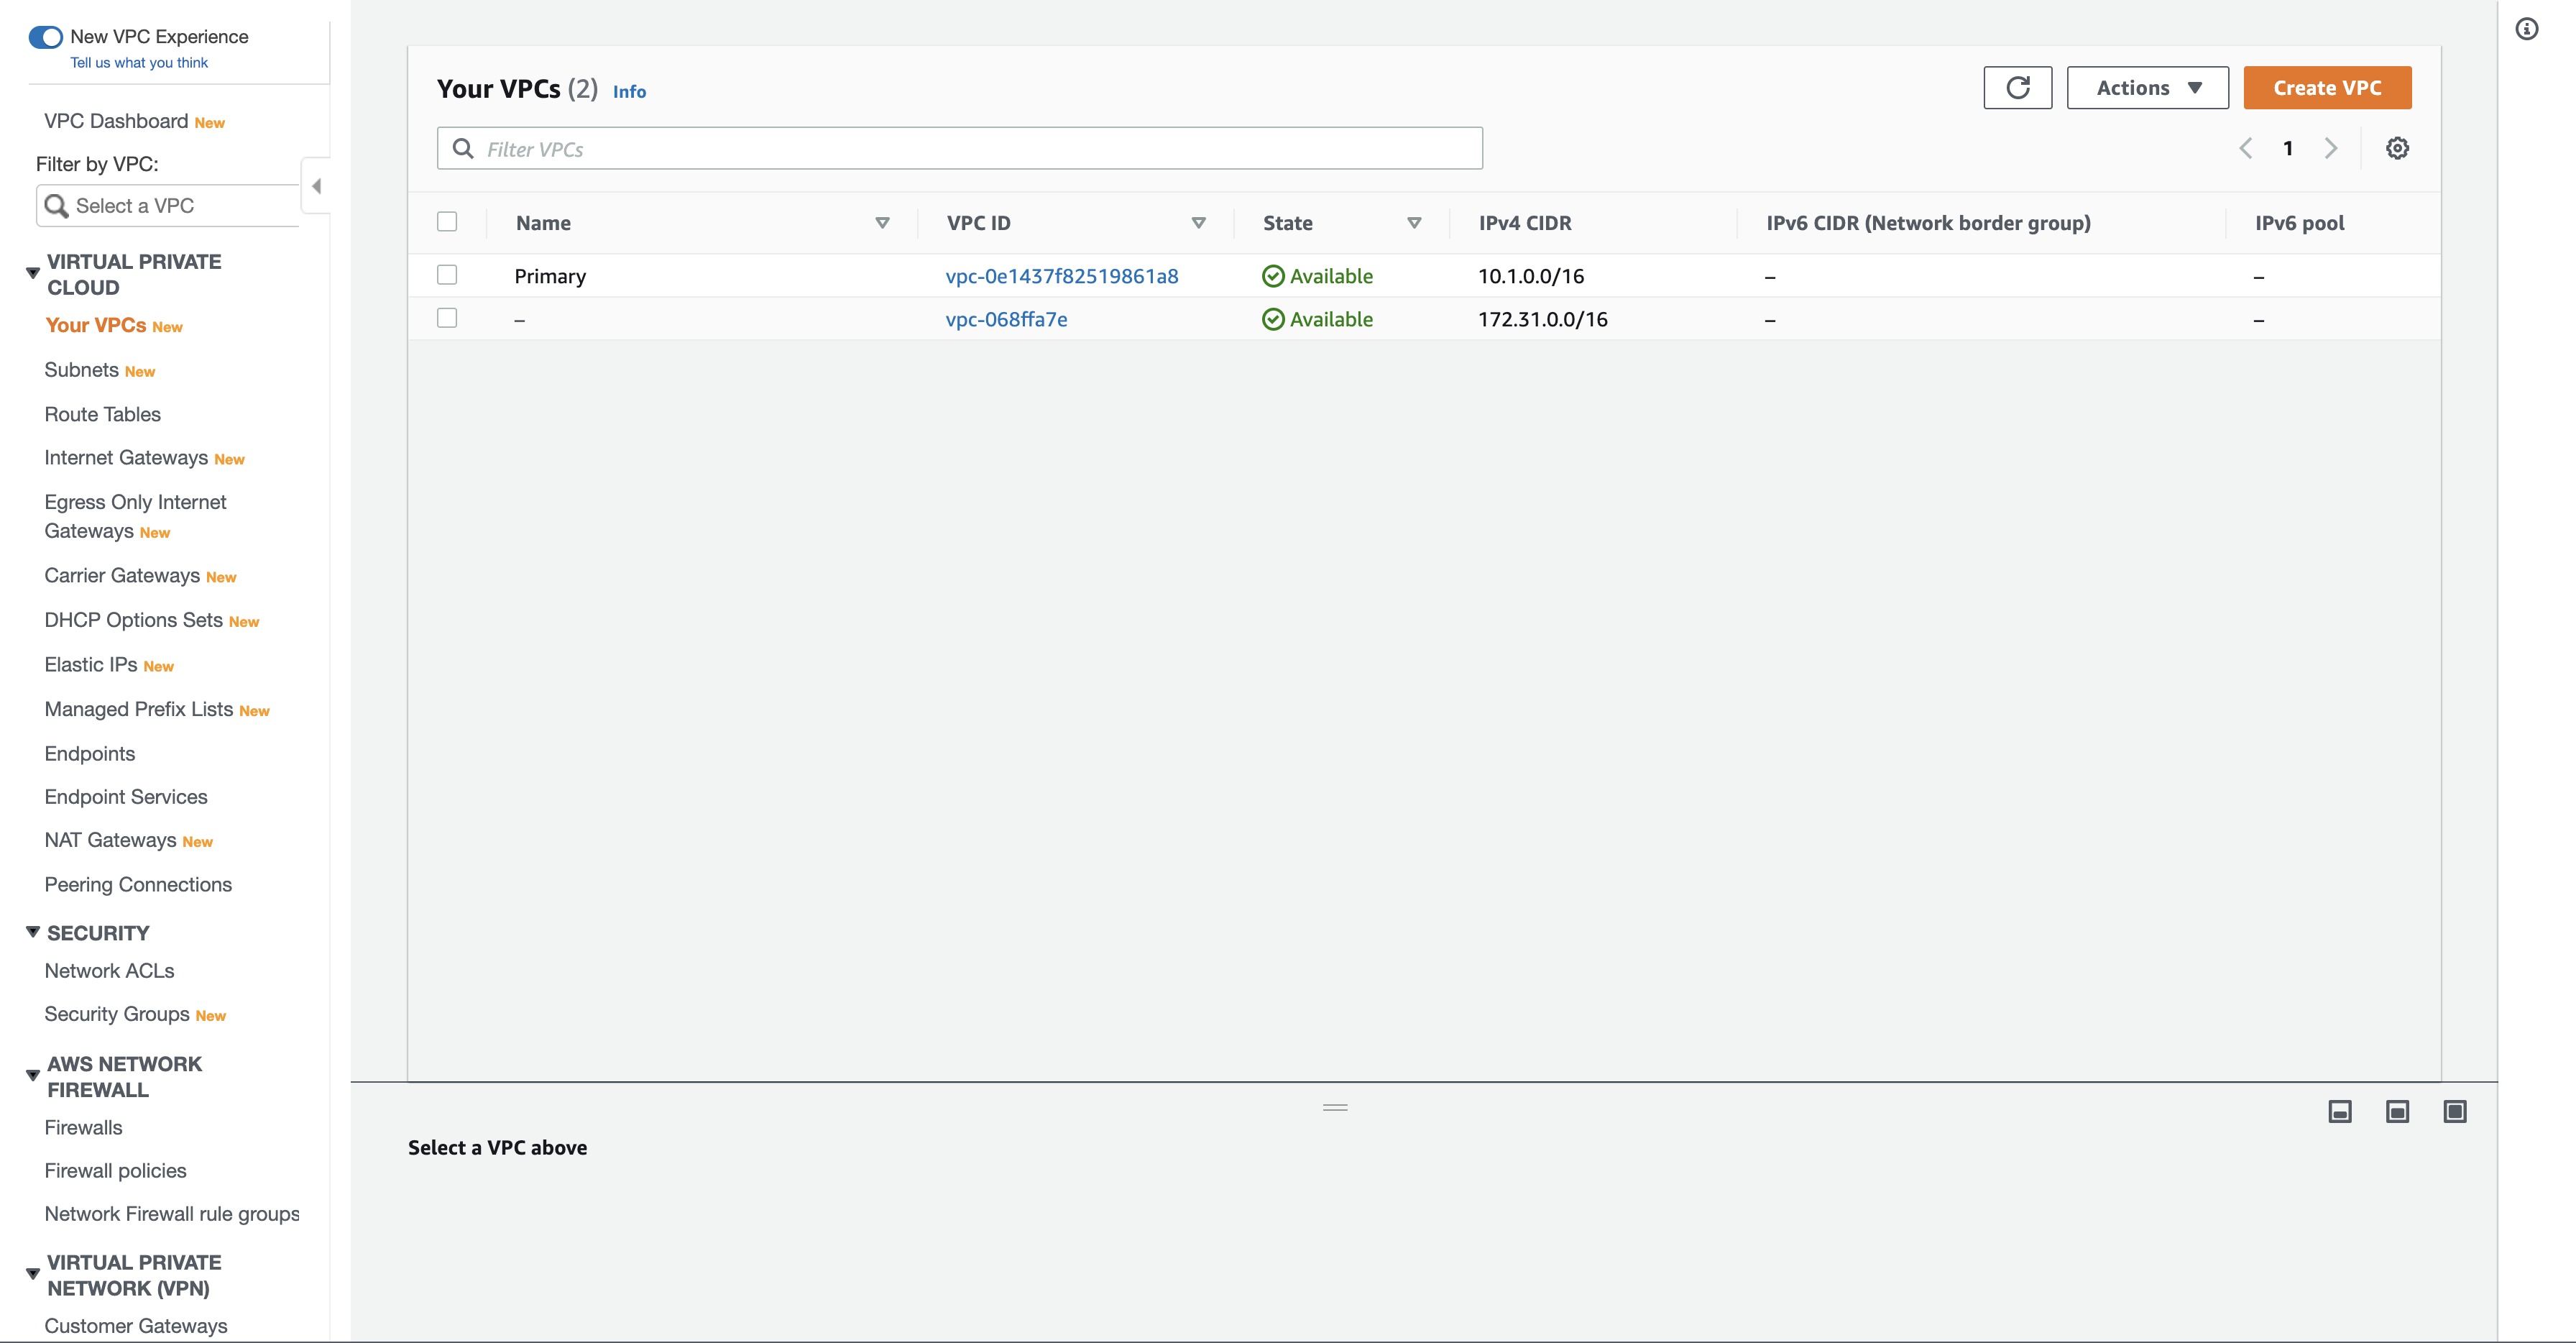 New VPC Experience
Tell us what you think
VPC Dashboard New
Filter by VPC:
Select a VPC
VIRTUAL PRIVATE
CLOUD
Your VPCs New
Subnets New
Route Tables
Internet Gateways New
Egress Only Internet
Gateways New
Carrier Gateways New
DHCP Options Sets New
Elastic IPs New
Managed Prefix Lists New
Endpoints
Endpoint Services
NAT Gateways New
Peering Connections
SECURITY
Network ACLs
Security Groups New
AWS NETWORK
FIREWALL
Firewalls
Firewall policies
Network Firewall rule groups
VIRTUAL PRIVATE
NETWORK (VPN)
Customer Gateways
Your VPCs (2) Info
Actions
Create VPC
Filter VPCs
1
Name VPC ID State IPv4 CIDR IPv6 CIDR (Network border group) IPv6 pool
Primary vpc-0e1437f82519861a8 Available 10.1.0.0/16 – –
– vpc-068ffa7e Available 172.31.0.0/16 – –
Select a VPC above